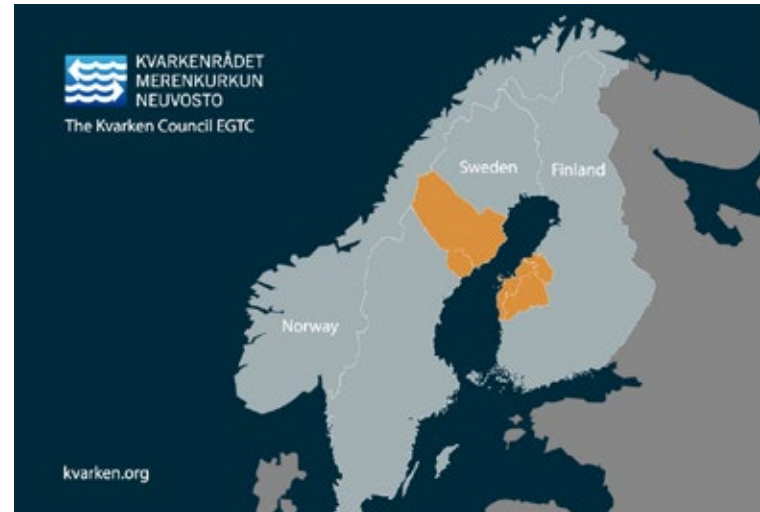 KVARKENRÅDET
MERENKURKUN
NEUVOSTO
The Kvarken Council EGTC
Sweden
Finland
Norway
kvarken.org